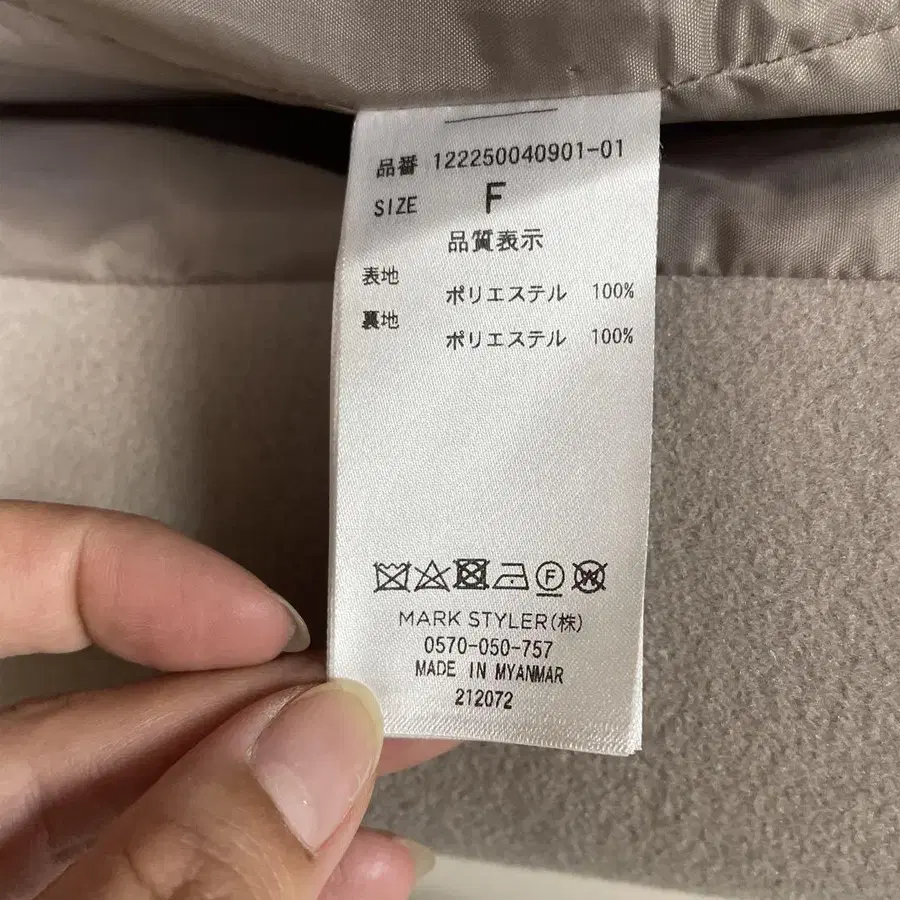 品番 122250040901-01
SIZE F
品質表示
表地
ポリエステル 100%
裏地
ポリエステル 100%
F W
MARK STYLER(株)
0570-050-757
MADE IN MYANMAR
212072